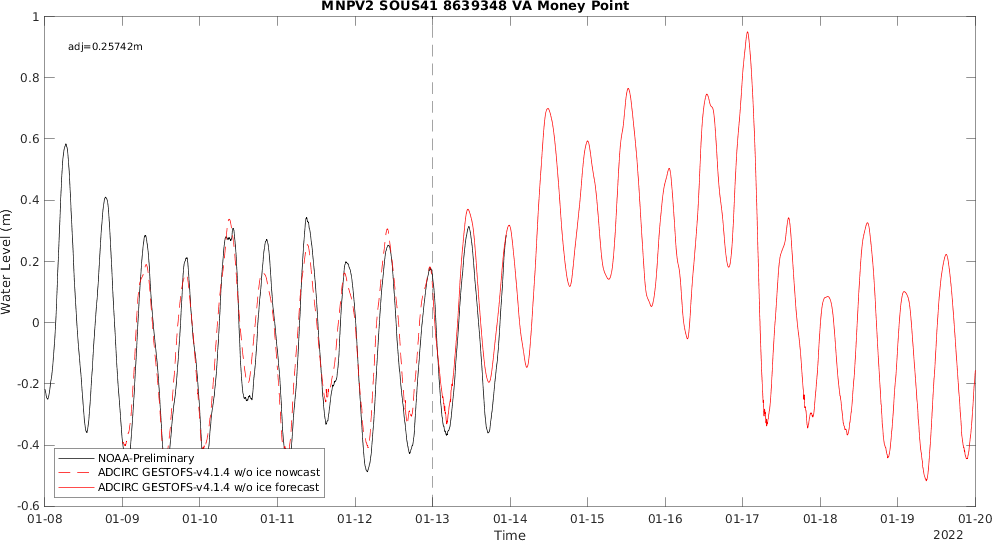 MNPV2 SOUS41 8639348 VA Money Point
adj=0.25742m
Water Level (m)
1
0.8
0.6
0.4
0.2
0
-0.2
-0.4
-0.6
NOAA-Preliminary
ADCIRC GESTOFS-v4.1.4 w/o ice nowcast
ADCIRC GESTOFS-v4.1.4 w/o ice forecast
01-08 01-09 01-10 01-11 01-12 01-13 01-14 01-15 01-16 01-17 01-18 01-19 01-20
Time
2022